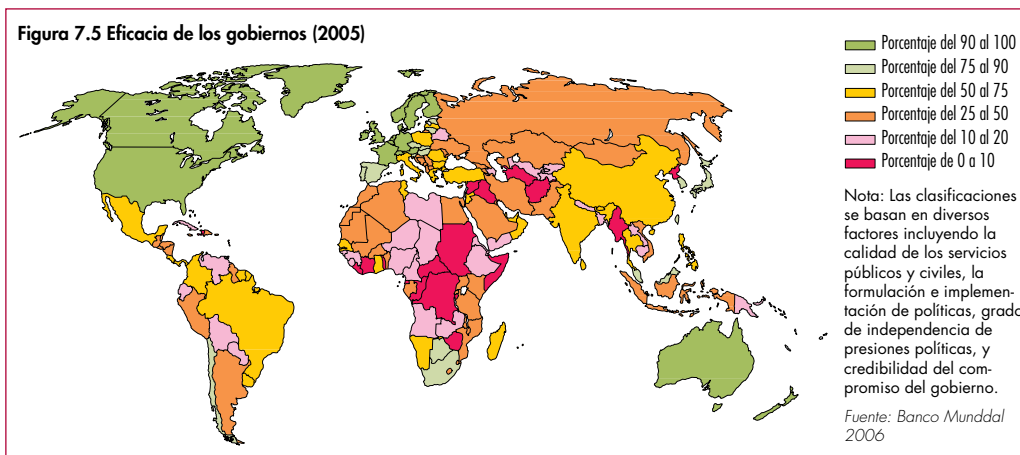 Figura 7.5 Eficacia de los gobiernos (2005)
Porcentaje del 90 al 100
Porcentaje del 75 al 90
Porcentaje del 50 al 75
Porcentaje del 25 al 50
Porcentaje del 10 al 20
Porcentaje de 0 a 10
Nota: Las clasificaciones
se basan en diversos
factores incluyendo la
calidad de los servicios
públicos y civiles, la
formulación e implemen-
tación de políticas, grado
de independencia de
presiones políticas, y
credibilidad del com-
promiso del gobierno.
Fuente: Banco Munddal
2006